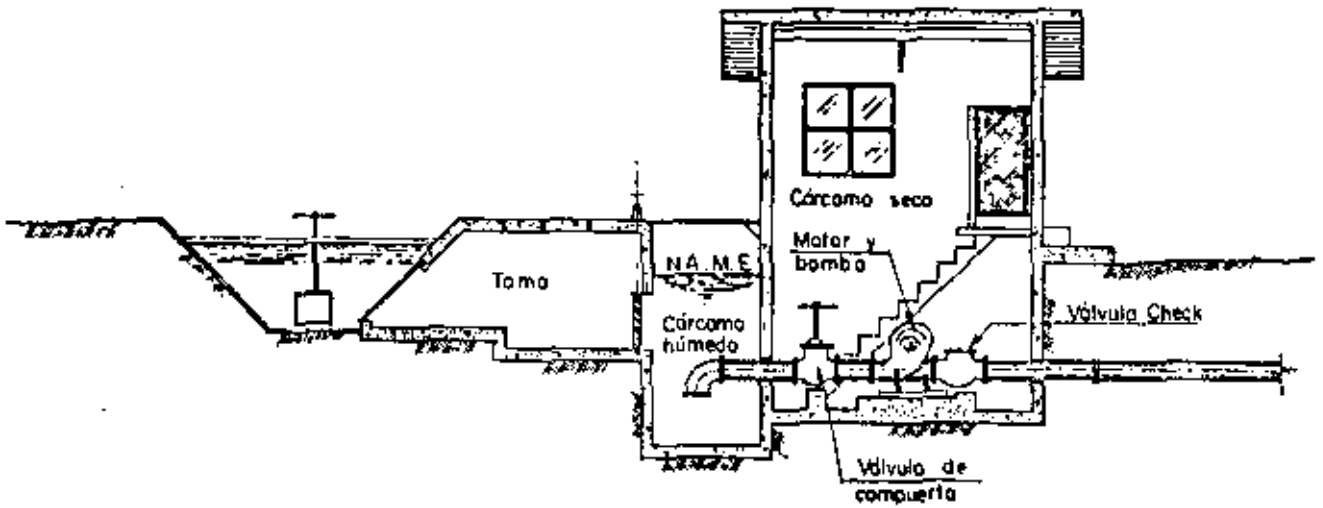 Cárcamo seco
Motor y
bomba
Toma
N.A.M.E
Cárcamo
húmedo
Válvula Check
Válvula de
compuerta